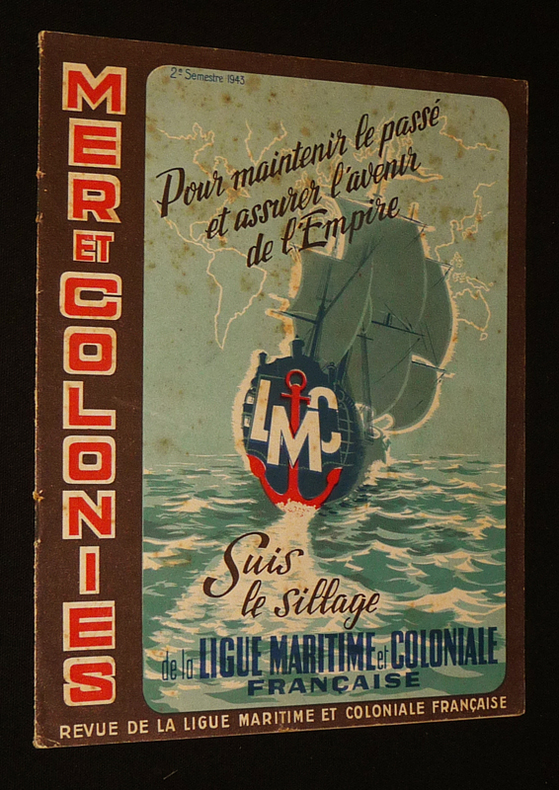 MER ET COLONIES
2e Semestre 1943
Pour maintenir le passé
et assurer l'avenir
de l'Empire
LMC
Suis
le sillage
de la LIGUE MARITIME et COLONIALE
FRANÇAISE
REVUE DE LA LIGUE MARITIME ET COLONIALE FRANÇAISE